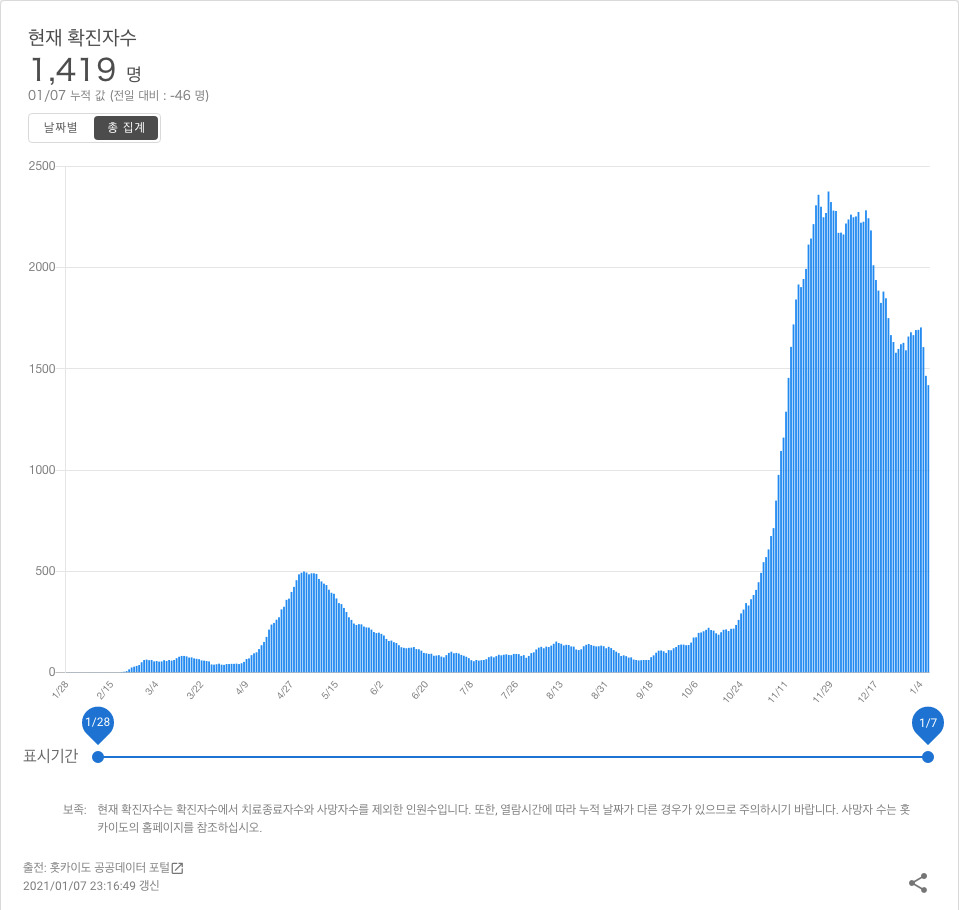 현재 확진자수
1,419 명
01/07 누적 값 (전일 대비 : -46 명)
날짜별 총 집계
2500
2000
1500
1000
500
0
1/28 2/15 3/4 3/22 4/9 4/27 5/15 6/2 6/20 7/8 7/26 8/13 8/31 9/18 10/6 10/24 11/11 11/29 12/17 1/4
1/28 1/7
표시기간
보족: 현재 확진자수는 확진자수에서 치료종료자수와 사망자수를 제외한 인원수입니다. 또한, 열람시간에 따라 누적 날짜가 다른 경우가 있으므로 주의하시기 바랍니다. 사망자 수는 홋
카이도의 홈페이지를 참조하십시오.
출전: 홋카이도 공공데이터 포털
2021/01/07 23:16:49 갱신